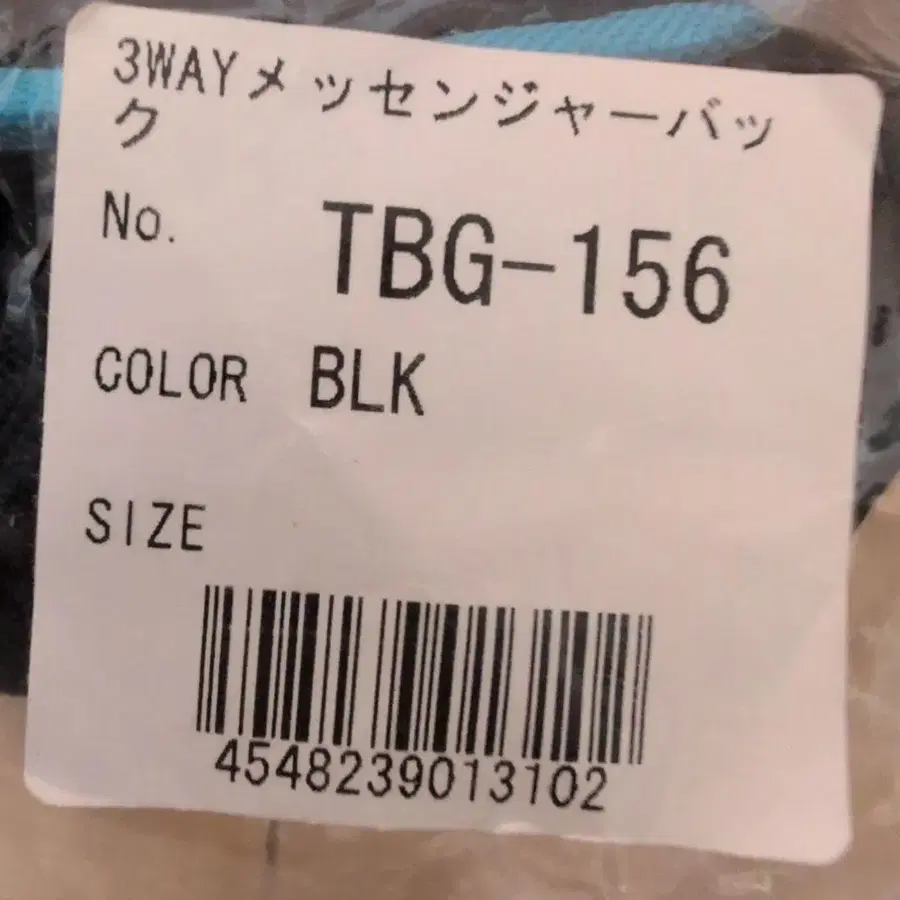 3WAYメッセンジャーバッ
ク
No. TBG-156
COLOR BLK
SIZE
4548239013102